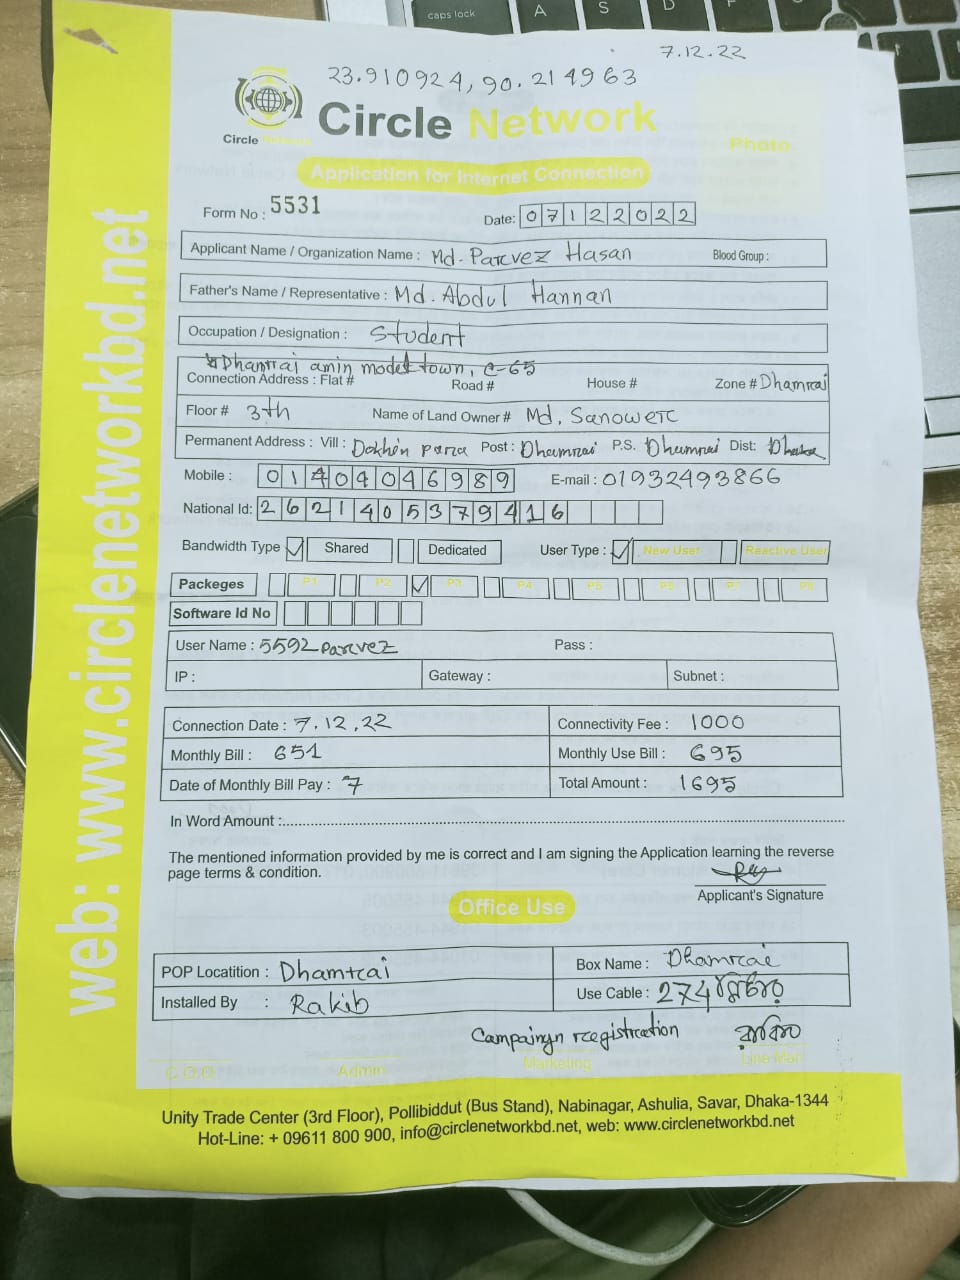 caps lock A S D F
7.12.22
23.910924, 90.214963
Circle Network
Circle Network
Photo
Application for Internet Connection
Form No : 5531
Date: 07122022
Applicant Name / Organization Name : Md. Parvez Hasan Blood Group :
Father's Name / Representative : Md. Abdul Hannan
Occupation / Designation : Student
Dhamrai amin model town, C-65
Connection Address : Flat # Road # House # Zone # Dhamrai
Floor # 3th Name of Land Owner # Md. Sanower
Permanent Address : Vill : Dakhin para Post : Dhamrai P.S. Dhamrai Dist: Dhaka
Mobile : 01404046989 E-mail : 01932493866
National Id: 2621405379416
Bandwidth Type Shared Dedicated User Type : New User Reactive User
Packeges P1 P2 P3 P4 P5 P6 P7 P8
Software Id No
User Name : 5592parvez Pass :
IP : Gateway : Subnet :
Connection Date : 7.12.22 Connectivity Fee : 1000
Monthly Bill : 651 Monthly Use Bill : 695
Date of Monthly Bill Pay : 7 Total Amount : 1695
In Word Amount :
The mentioned information provided by me is correct and I am signing the Application learning the reverse
page terms & condition.
Applicant's Signature
Office Use
POP Locatition : Dhamrai Box Name : Dhamrai
Installed By : Rakib Use Cable : 274 মিটার
Campaingn registration রাকিব
C.O.O Admin Marketing Line Man
Unity Trade Center (3rd Floor), Pollibiddut (Bus Stand), Nabinagar, Ashulia, Savar, Dhaka-1344
Hot-Line: + 09611 800 900, info@circlenetworkbd.net, web: www.circlenetworkbd.net
web: www.circlenetworkbd.net